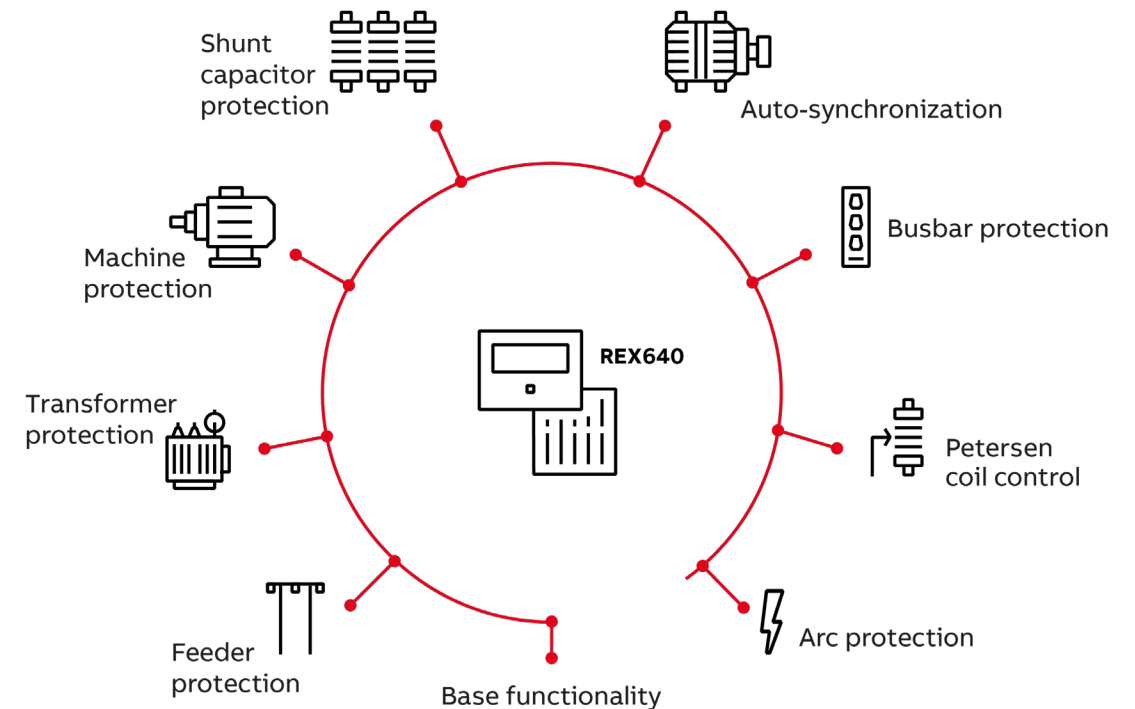 Shunt
capacitor
protection
Auto-synchronization
Machine
protection
Busbar protection
REX640
Transformer
protection
Petersen
coil control
Feeder
protection
Base functionality
Arc protection